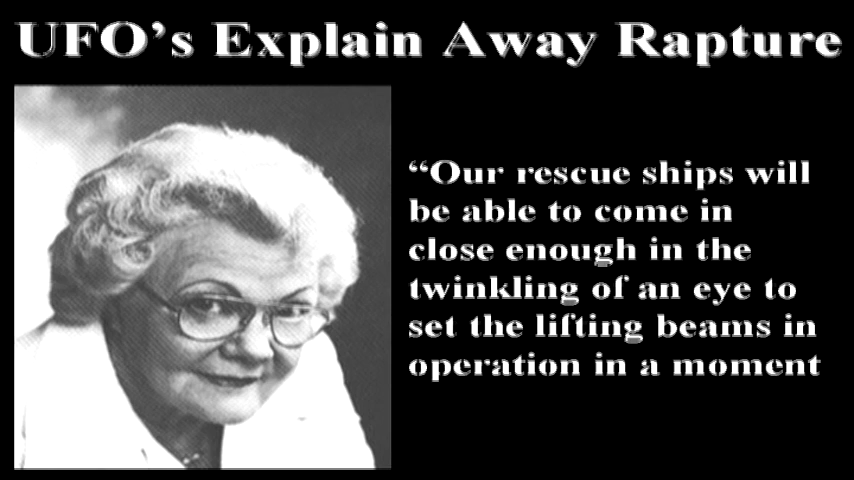 UFO’s Explain Away Rapture
“Our rescue ships will
be able to come in
close enough in the
twinkling of an eye to
set the lifting beams in
operation in a moment